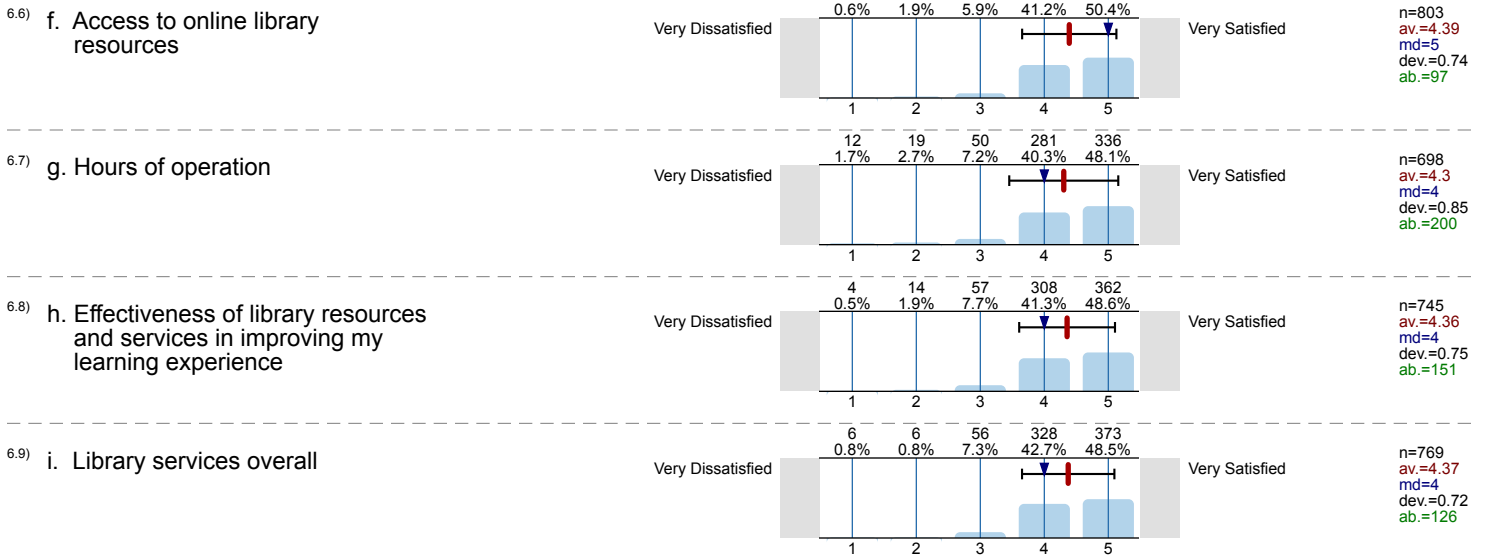 0.6% 1.9% 5.9% 41.2% 50.4%
6.6) f. Access to online library
resources
Very Dissatisfied
Very Satisfied
n=803
av.=4.39
md=5
dev.=0.74
ab.=97
1 2 3 4 5
12 19 50 281 336
1.7% 2.7% 7.2% 40.3% 48.1%
6.7) g. Hours of operation
Very Dissatisfied
Very Satisfied
n=698
av.=4.3
md=4
dev.=0.85
ab.=200
1 2 3 4 5
4 14 57 308 362
0.5% 1.9% 7.7% 41.3% 48.6%
6.8) h. Effectiveness of library resources
and services in improving my
learning experience
Very Dissatisfied
Very Satisfied
n=745
av.=4.36
md=4
dev.=0.75
ab.=151
1 2 3 4 5
6 6 56 328 373
0.8% 0.8% 7.3% 42.7% 48.5%
6.9) i. Library services overall
Very Dissatisfied
Very Satisfied
n=769
av.=4.37
md=4
dev.=0.72
ab.=126
1 2 3 4 5